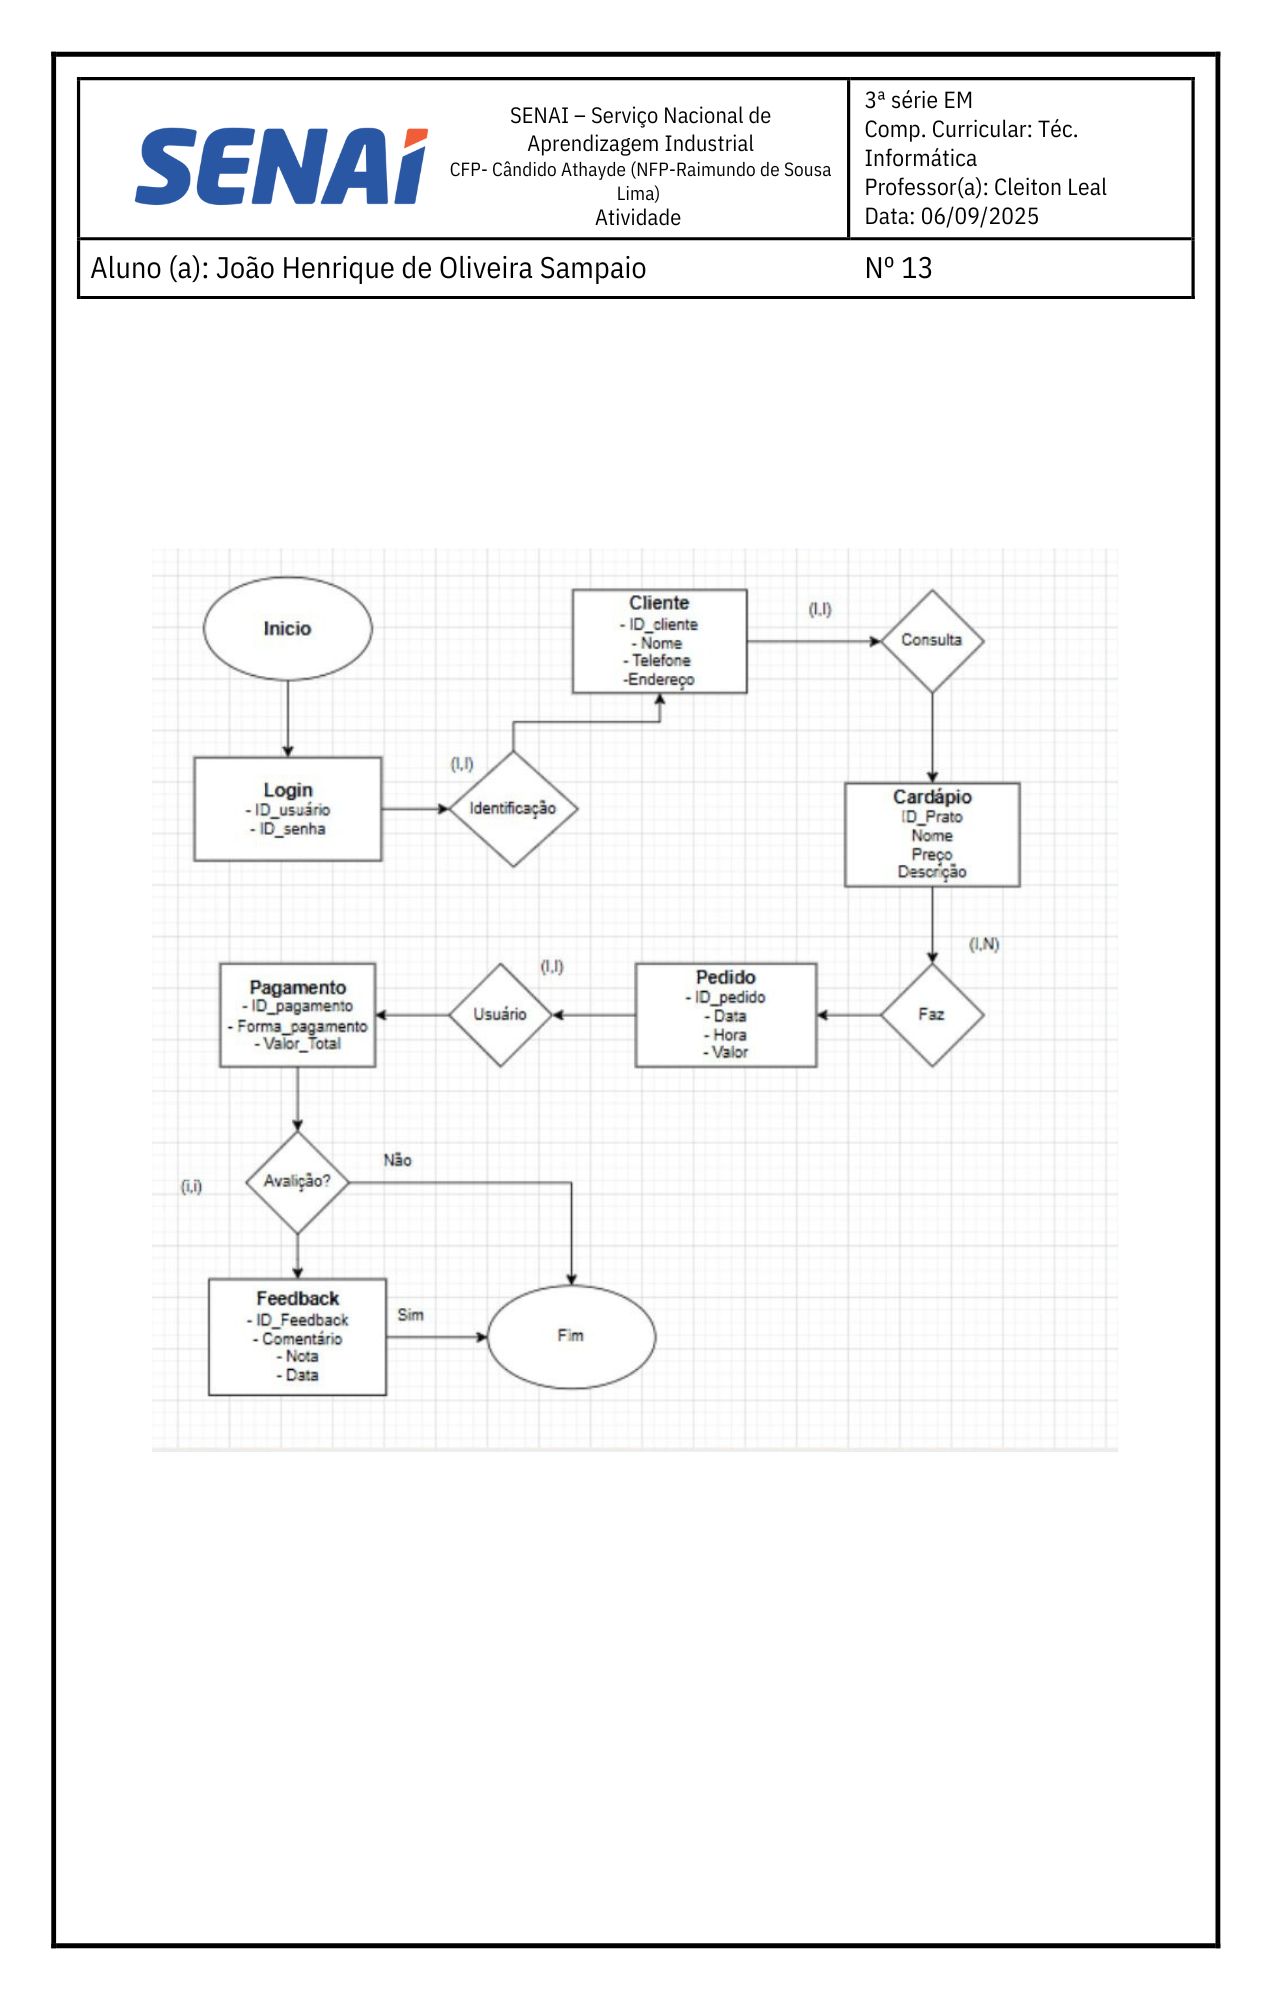 SENAI
SENAI – Serviço Nacional de
Aprendizagem Industrial
CFP- Cândido Athayde (NFP-Raimundo de Sousa
Lima)
Atividade
3ª série EM
Comp. Curricular: Téc.
Informática
Professor(a): Cleiton Leal
Data: 06/09/2025
Aluno (a): João Henrique de Oliveira Sampaio
Nº 13
Inicio
Cliente
- ID_cliente
- Nome
- Telefone
-Endereço
(I,I)
Consulta
Login
- ID_usuário
- ID_senha
(I,I)
Identificação
Cardápio
ID_Prato
Nome
Preço
Descrição
(I,N)
Pagamento
- ID_pagamento
- Forma_pagamento
- Valor_Total
Usuário
(I,I)
Pedido
- ID_pedido
- Data
- Hora
- Valor
Faz
(i,i)
Avalição?
Não
Feedback
- ID_Feedback
- Comentário
- Nota
- Data
Sim
Fim